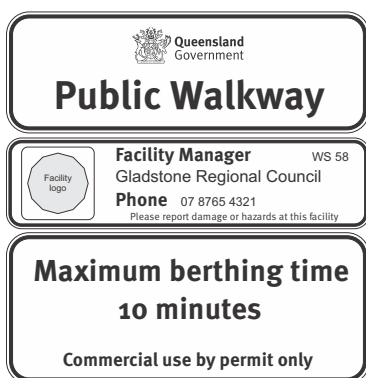 Queensland
Government
Public Walkway
Facility
logo
Facility Manager WS 58
Gladstone Regional Council
Phone 07 8765 4321
Please report damage or hazards at this facility
Maximum berthing time
10 minutes
Commercial use by permit only